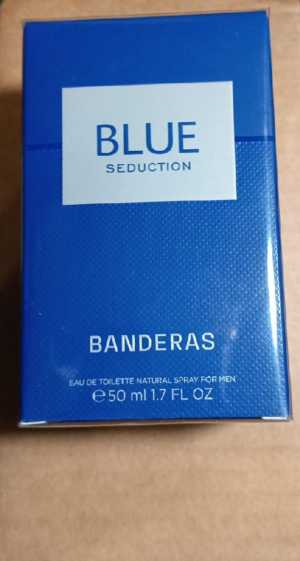 BLUE
SEDUCTION
BANDERAS
EAU DE TOILETTE NATURAL SPRAY FOR MEN
℮50 ml 1.7 FL OZ